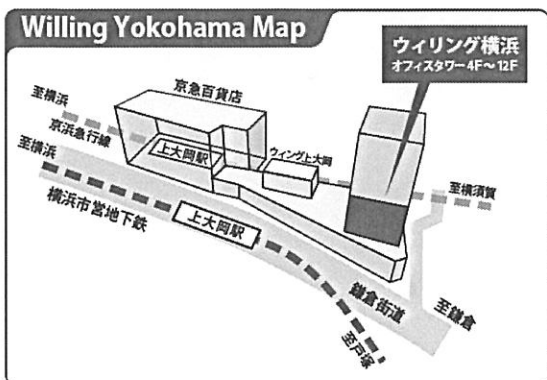 Willing Yokohama Map
ウィリング横浜
オフィスタワー4F～12F
京急百貨店
至横浜
京浜急行線
上大岡駅
ウィング上大岡
至横須賀
至横浜
横浜市営地下鉄
上大岡駅
鎌倉街道
至鎌倉
至戸塚